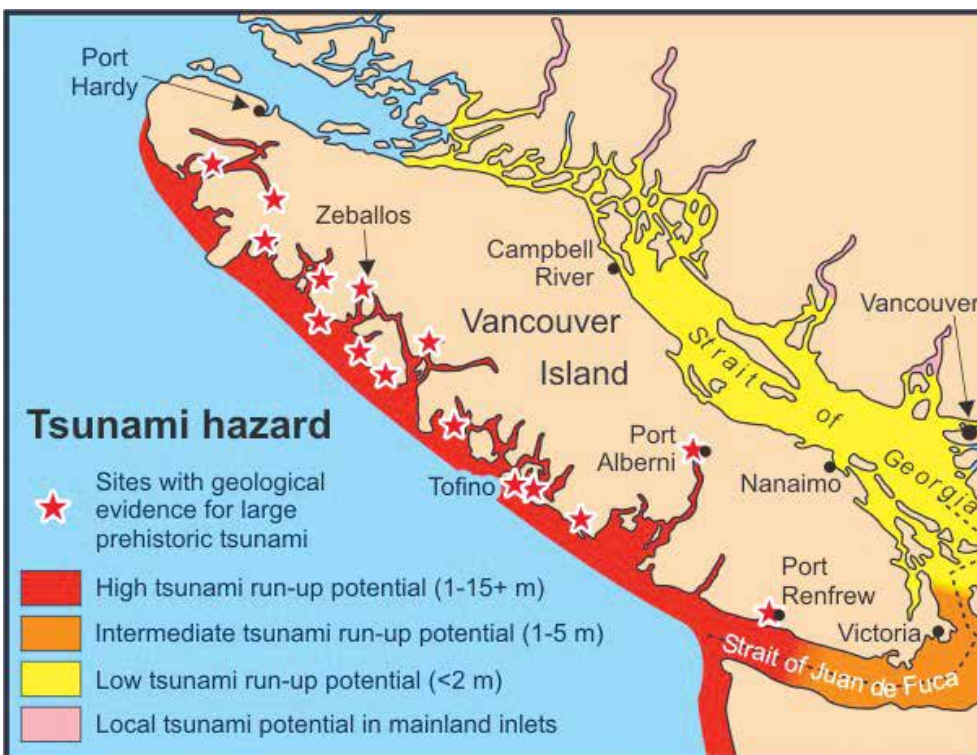 Port
Hardy
Zeballos
Campbell
River
Vancouver
Vancouver
Island
Strait of Georgia
Tsunami hazard
Sites with geological
evidence for large
prehistoric tsunami
Tofino
Port
Alberni
Nanaimo
High tsunami run-up potential (1-15+ m)
Port
Renfrew
Intermediate tsunami run-up potential (1-5 m)
Victoria
Strait of Juan de Fuca
Low tsunami run-up potential (<2 m)
Local tsunami potential in mainland inlets